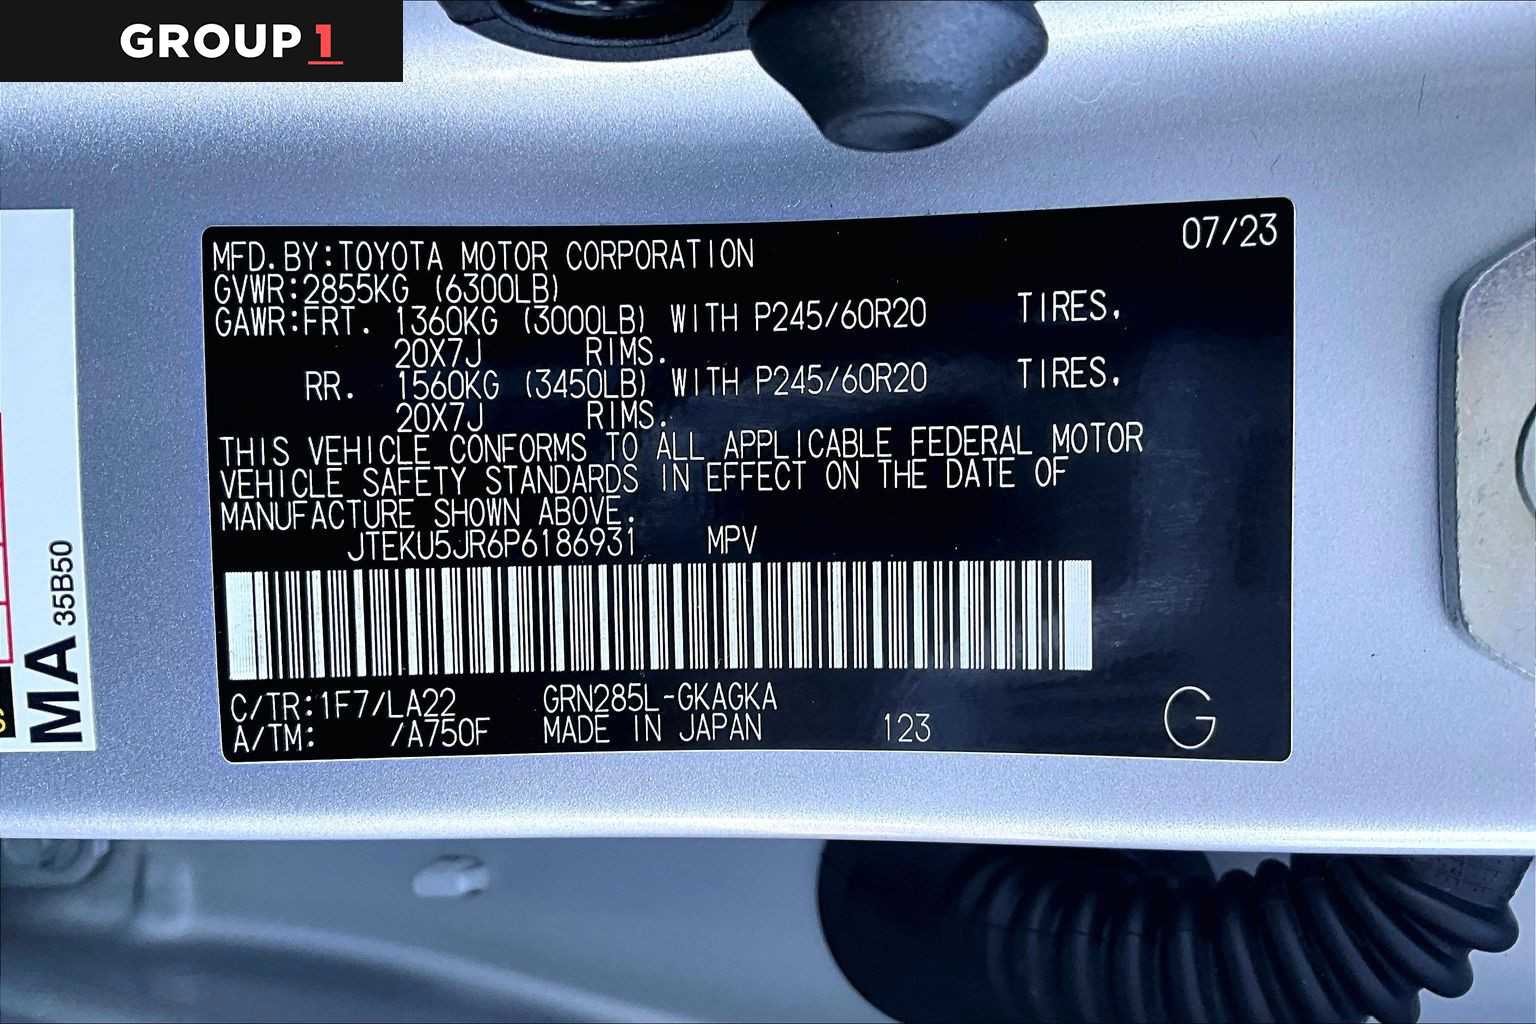 GROUP 1
07/23
MFD.BY:TOYOTA MOTOR CORPORATION
GVWR:2855KG (6300LB)
GAWR:FRT. 1360KG (3000LB) WITH P245/60R20 TIRES,
20X7J RIMS.
RR. 1560KG (3450LB) WITH P245/60R20 TIRES,
20X7J RIMS.
THIS VEHICLE CONFORMS TO ALL APPLICABLE FEDERAL MOTOR
VEHICLE SAFETY STANDARDS IN EFFECT ON THE DATE OF
MANUFACTURE SHOWN ABOVE.
JTEKU5JR6P6186931 MPV
C/TR:1F7/LA22 GRN285L-GKAGKA
A/TM: /A750F MADE IN JAPAN 123 G
MA 35B50